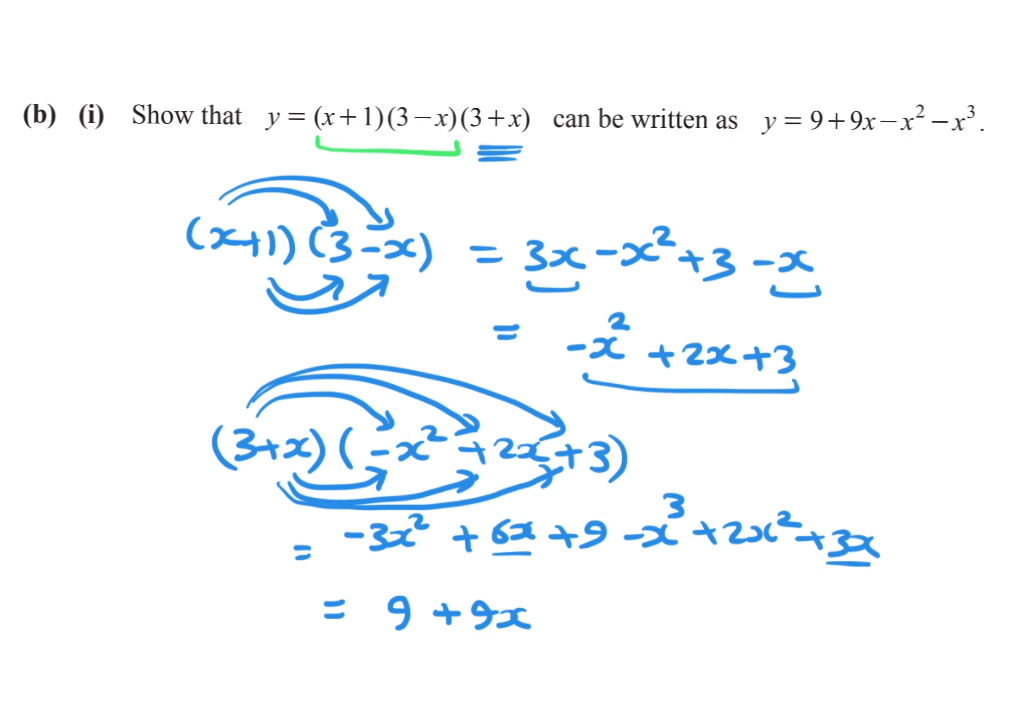 (b) (i) Show that y = (x+1)(3−x)(3+x) can be written as y = 9+9x−x²−x³.
(x+1)(3−x) = 3x −x² +3 −x
= −x² +2x +3
(3+x)(−x² +2x +3)
= −3x² + 6x +9 −x³ +2x² +3x
= 9 +9x